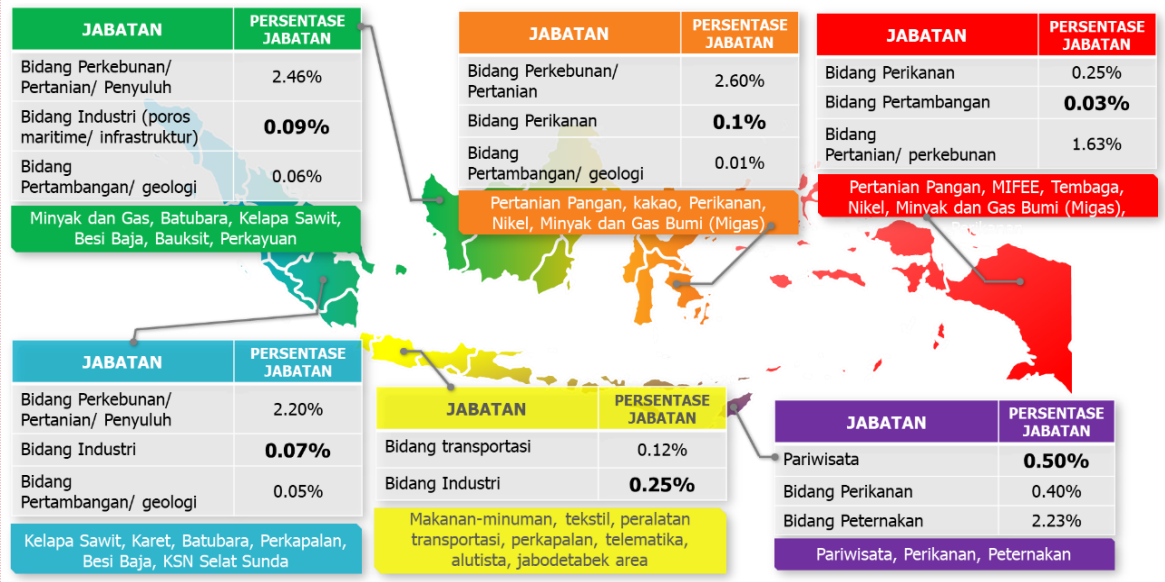 JABATAN PERSENTASE JABATAN
Bidang Perkebunan/
Pertanian/ Penyuluh 2.46%
Bidang Industri (poros
maritime/ infrastruktur) 0.09%
Bidang
Pertambangan/ geologi 0.06%
Minyak dan Gas, Batubara, Kelapa Sawit,
Besi Baja, Bauksit, Perkayuan
JABATAN PERSENTASE JABATAN
Bidang Perkebunan/
Pertanian 2.60%
Bidang Perikanan 0.1%
Bidang
Pertambangan/ geologi 0.01%
Pertanian Pangan, kakao, Perikanan,
Nikel, Minyak dan Gas Bumi (Migas)
JABATAN PERSENTASE JABATAN
Bidang Perikanan 0.25%
Bidang Pertambangan 0.03%
Bidang
Pertanian/ perkebunan 1.63%
Pertanian Pangan, MIFEE, Tembaga,
Nikel, Minyak dan Gas Bumi (Migas),
JABATAN PERSENTASE JABATAN
Bidang Perkebunan/
Pertanian/ Penyuluh 2.20%
Bidang Industri 0.07%
Bidang
Pertambangan/ geologi 0.05%
Kelapa Sawit, Karet, Batubara, Perkapalan,
Besi Baja, KSN Selat Sunda
JABATAN PERSENTASE JABATAN
Bidang transportasi 0.12%
Bidang Industri 0.25%
Makanan-minuman, tekstil, peralatan
transportasi, perkapalan, telematika,
alutista, jabodetabek area
JABATAN PERSENTASE JABATAN
Pariwisata 0.50%
Bidang Perikanan 0.40%
Bidang Peternakan 2.23%
Pariwisata, Perikanan, Peternakan